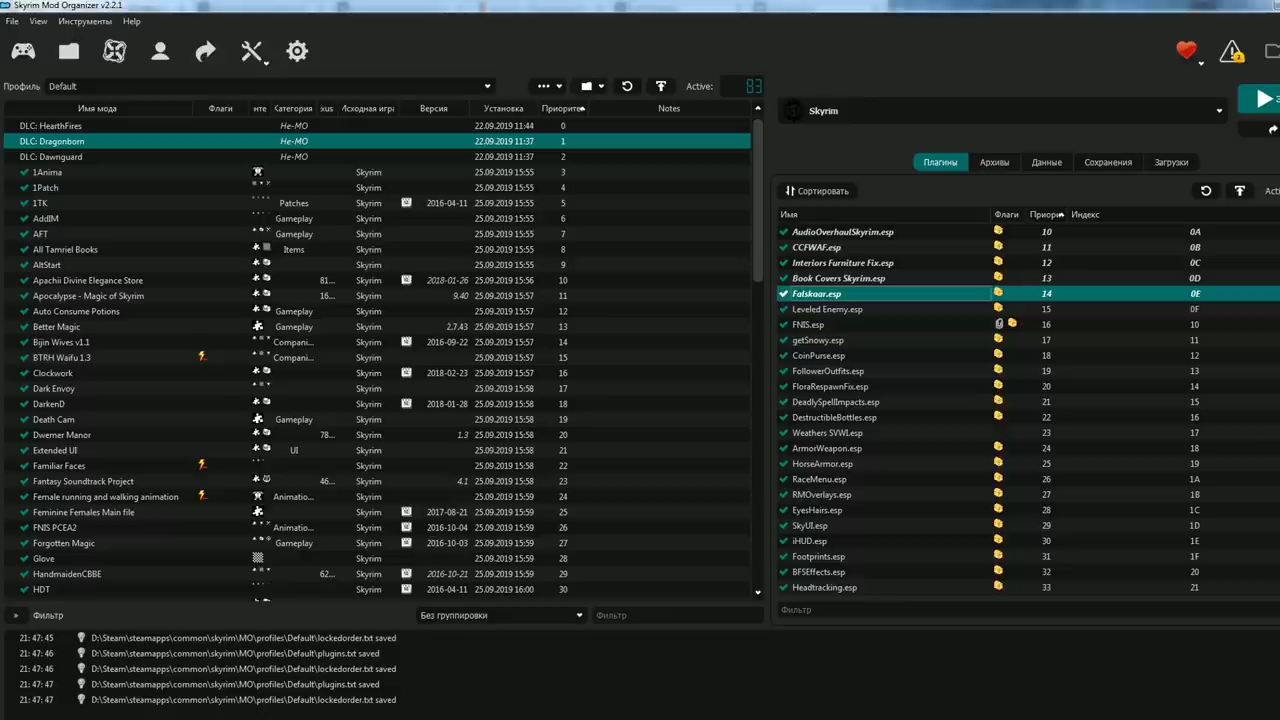 Skyrim Mod Organizer v2.2.1
File View Инструменты Help
Профиль Default Active: 83
Имя мода Флаги нте Категория xus Исходная игра Версия Установка Приоритет Notes
DLC: HearthFires Не-МО 22.09.2019 11:44 0
DLC: Dragonborn Не-МО 22.09.2019 11:37 1
DLC: Dawnguard Не-МО 22.09.2019 11:37 2
1Anima Skyrim 25.09.2019 15:55 3
1Patch Skyrim 25.09.2019 15:55 4
1TK Patches Skyrim 2016-04-11 25.09.2019 15:55 5
AddIM Gameplay Skyrim 25.09.2019 15:55 6
AFT Gameplay Skyrim 25.09.2019 15:55 7
All Tamriel Books Items Skyrim 25.09.2019 15:55 8
AltStart Skyrim 25.09.2019 15:55 9
Apachii Divine Elegance Store 81... Skyrim 2018-01-26 25.09.2019 15:56 10
Apocalypse - Magic of Skyrim 16... Skyrim 9.40 25.09.2019 15:57 11
Auto Consume Potions Gameplay Skyrim 25.09.2019 15:57 12
Better Magic Gameplay Skyrim 2.7.43 25.09.2019 15:57 13
Bijin Wives v1.1 Compani... Skyrim 2016-09-22 25.09.2019 15:57 14
BTRH Waifu 1.3 Compani... Skyrim 25.09.2019 15:57 15
Clockwork Skyrim 2018-02-23 25.09.2019 15:57 16
Dark Envoy Skyrim 25.09.2019 15:57 17
DarkenD Skyrim 2018-01-28 25.09.2019 15:58 18
Death Cam Gameplay Skyrim 25.09.2019 15:58 19
Dwemer Manor 78... Skyrim 1.3 25.09.2019 15:58 20
Extended UI UI Skyrim 25.09.2019 15:58 21
Familiar Faces Skyrim 25.09.2019 15:58 22
Fantasy Soundtrack Project 46... Skyrim 4.1 25.09.2019 15:58 23
Female running and walking animation Animatio... Skyrim 25.09.2019 15:59 24
Feminine Females Main file Skyrim 2017-08-21 25.09.2019 15:59 25
FNIS PCEA2 Animatio... Skyrim 2016-10-04 25.09.2019 15:59 26
Forgotten Magic Gameplay Skyrim 2016-10-03 25.09.2019 15:59 27
Glove Skyrim 25.09.2019 15:59 28
HandmaidenCBBE 62... Skyrim 2016-10-21 25.09.2019 15:59 29
HDT Skyrim 2016-04-11 25.09.2019 16:00 30
» Фильтр Без группировки Фильтр
Skyrim
Плагины Архивы Данные Сохранения Загрузки
Сортировать Acti
Имя Флаги Приори Индекс
AudioOverhaulSkyrim.esp 10 0A
CCFWAF.esp 11 0B
Interiors Furniture Fix.esp 12 0C
Book Covers Skyrim.esp 13 0D
Falskaar.esp 14 0E
Leveled Enemy.esp 15 0F
FNIS.esp 16 10
getSnowy.esp 17 11
CoinPurse.esp 18 12
FollowerOutfits.esp 19 13
FloraRespawnFix.esp 20 14
DeadlySpellImpacts.esp 21 15
DestructibleBottles.esp 22 16
Weathers SVWI.esp 23 17
ArmorWeapon.esp 24 18
HorseArmor.esp 25 19
RaceMenu.esp 26 1A
RMOverlays.esp 27 1B
EyesHairs.esp 28 1C
SkyUI.esp 29 1D
iHUD.esp 30 1E
Footprints.esp 31 1F
BFSEffects.esp 32 20
Headtracking.esp 33 21
Фильтр
21:47:45 D:\Steam\steamapps\common\skyrim\MO\profiles\Default\lockedorder.txt saved
21:47:46 D:\Steam\steamapps\common\skyrim\MO\profiles\Default\plugins.txt saved
21:47:46 D:\Steam\steamapps\common\skyrim\MO\profiles\Default\lockedorder.txt saved
21:47:47 D:\Steam\steamapps\common\skyrim\MO\profiles\Default\plugins.txt saved
21:47:47 D:\Steam\steamapps\common\skyrim\MO\profiles\Default\lockedorder.txt saved